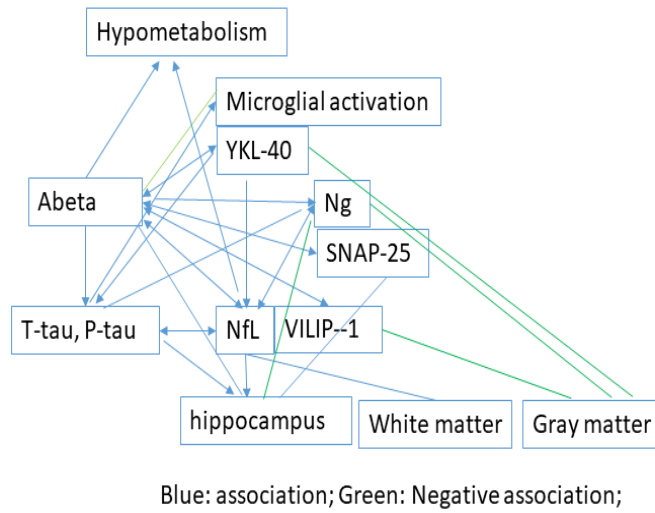 Hypometabolism
Microglial activation
YKL-40
Abeta
Ng
SNAP-25
T-tau, P-tau
NfL
VILIP--1
hippocampus
White matter
Gray matter
Blue: association; Green: Negative association;